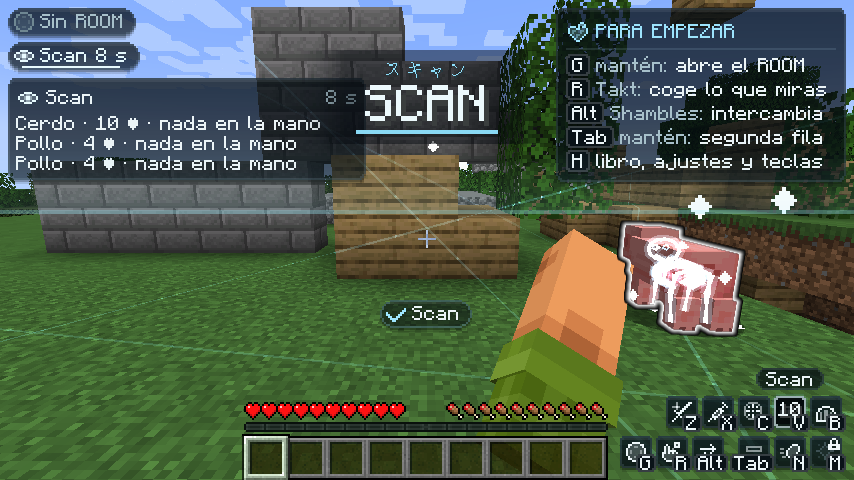 Sin ROOM
Scan 8 s
Scan 8 s
Cerdo · 10 ♥ · nada en la mano
Pollo · 4 ♥ · nada en la mano
Pollo · 4 ♥ · nada en la mano
スキャン
SCAN
PARA EMPEZAR
G mantén: abre el ROOM
R Takt: coge lo que miras
Alt Shambles: intercambia
Tab mantén: segunda fila
H libro, ajustes y teclas
Scan
Scan
Z X C 10 V B
G R Alt Tab N M